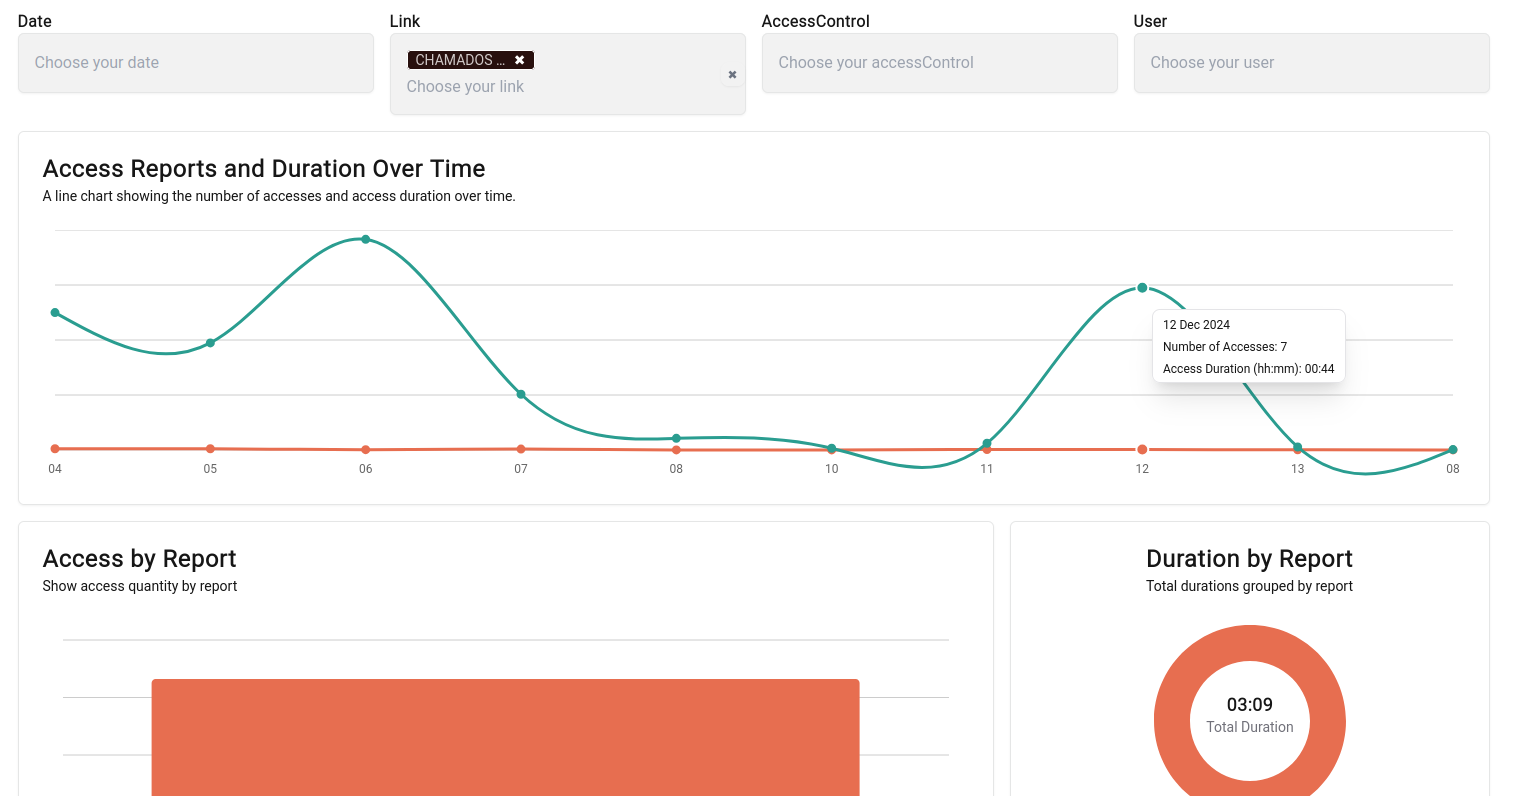 Date
Choose your date
Link
CHAMADOS ... ✖
Choose your link
✖
AccessControl
Choose your accessControl
User
Choose your user
Access Reports and Duration Over Time
A line chart showing the number of accesses and access duration over time.
12 Dec 2024
Number of Accesses: 7
Access Duration (hh:mm): 00:44
04 05 06 07 08 10 11 12 13 08
Access by Report
Show access quantity by report
Duration by Report
Total durations grouped by report
03:09
Total Duration